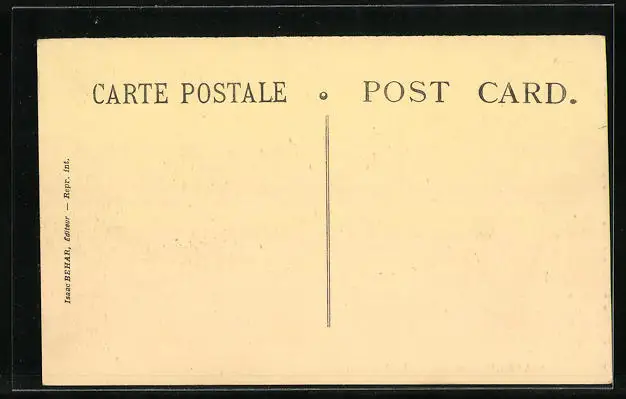 CARTE POSTALE • POST CARD.
Isaac BEHAR, Éditeur — Repr. int.